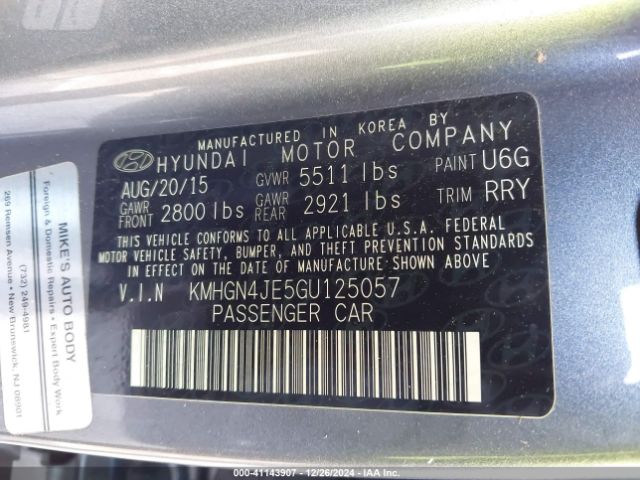 MANUFACTURED IN KOREA BY
HYUNDAI MOTOR COMPANY
AUG/20/15 GVWR 5511 lbs PAINT U6G
GAWR FRONT 2800 lbs GAWR REAR 2921 lbs TRIM RRY
THIS VEHICLE CONFORMS TO ALL APPLICABLE U.S.A. FEDERAL
MOTOR VEHICLE SAFETY, BUMPER, AND THEFT PREVENTION STANDARDS
IN EFFECT ON THE DATE OF MANUFACTURE SHOWN ABOVE
V.I.N KMHGN4JE5GU125057
PASSENGER CAR
MIKE'S AUTO BODY
Foreign & Domestic Repairs • Expert Body Work
(732) 249-4981
269 Remsen Avenue • New Brunswick, NJ 08901
000-41143907 - 12/26/2024 - IAA Inc.